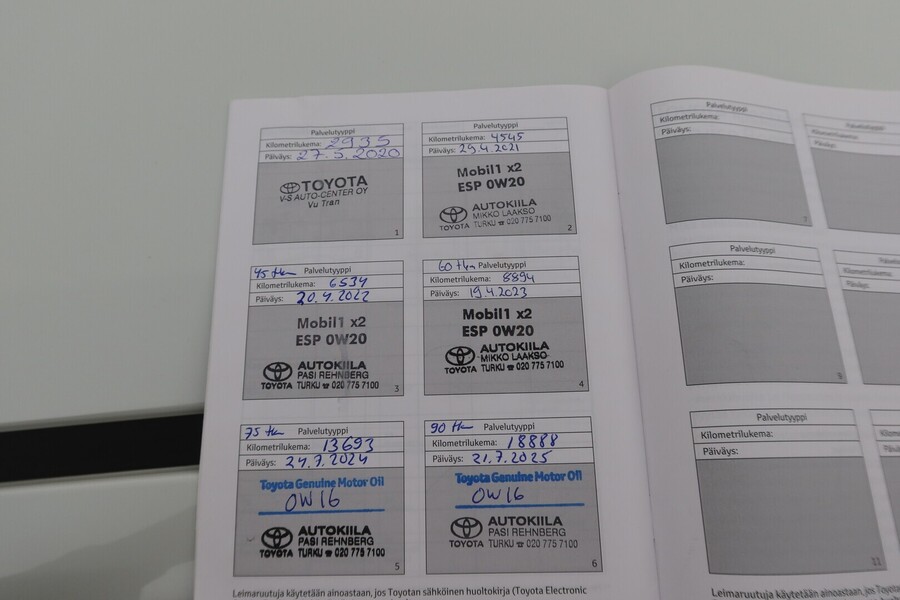 Palvelutyyppi
Kilometrilukema: 2935
Päiväys: 27.5.2020
TOYOTA
V-S AUTO-CENTER OY
Vu Tran
1
Palvelutyyppi
Kilometrilukema: 4545
Päiväys: 29.4.2021
Mobil1 x2
ESP 0W20
TOYOTA
AUTOKIILA
MIKKO LAAKSO
TURKU ☎ 020 775 7100
2
45 tkm Palvelutyyppi
Kilometrilukema: 6534
Päiväys: 20.4.2022
Mobil1 x2
ESP 0W20
TOYOTA
AUTOKIILA
PASI REHNBERG
TURKU ☎ 020 775 7100
3
60 tkm Palvelutyyppi
Kilometrilukema: 8894
Päiväys: 19.4.2023
Mobil1 x2
ESP 0W20
TOYOTA
AUTOKIILA
MIKKO LAAKSO
TURKU ☎ 020 775 7100
4
75 tkm Palvelutyyppi
Kilometrilukema: 13693
Päiväys: 24.7.2024
Toyota Genuine Motor Oil
0W16
TOYOTA
AUTOKIILA
PASI REHNBERG
TURKU ☎ 020 775 7100
5
90 tkm Palvelutyyppi
Kilometrilukema: 18888
Päiväys: 21.7.2025
Toyota Genuine Motor Oil
0W16
TOYOTA
AUTOKIILA
PASI REHNBERG
TURKU ☎ 020 775 7100
6
Leimaruutuja käytetään ainoastaan, jos Toyotan sähköinen huoltokirja (Toyota Electronic
Palvelutyyppi
Kilometrilukema:
Päiväys:
7
Palvelutyyppi
Kilometrilukema:
Päiväys:
Palvelutyyppi
Kilometrilukema:
Päiväys:
9
Kilometrilukema:
Päiväys:
Palvelutyyppi
Kilometrilukema:
Päiväys:
11
Leimaruutuja käytetään ainoastaan, jos Toyotan